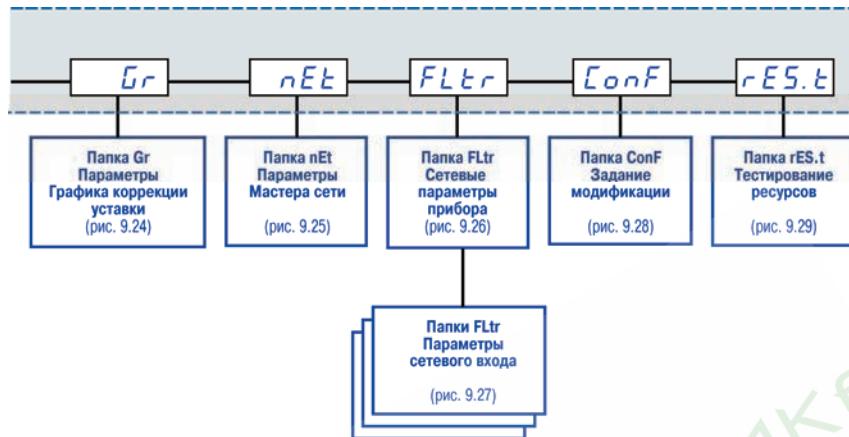 Gr
nEt
FLtr
ConF
rES.t
Папка Gr
Параметры
Графика коррекции
уставки
(рис. 9.24)
Папка nEt
Параметры
Мастера сети
(рис. 9.25)
Папка FLtr
Сетевые
параметры
прибора
(рис. 9.26)
Папка ConF
Задание
модификации
(рис. 9.28)
Папка rES.t
Тестирование
ресурсов
(рис. 9.29)
Папки FLtr
Параметры
сетевого входа
(рис. 9.27)